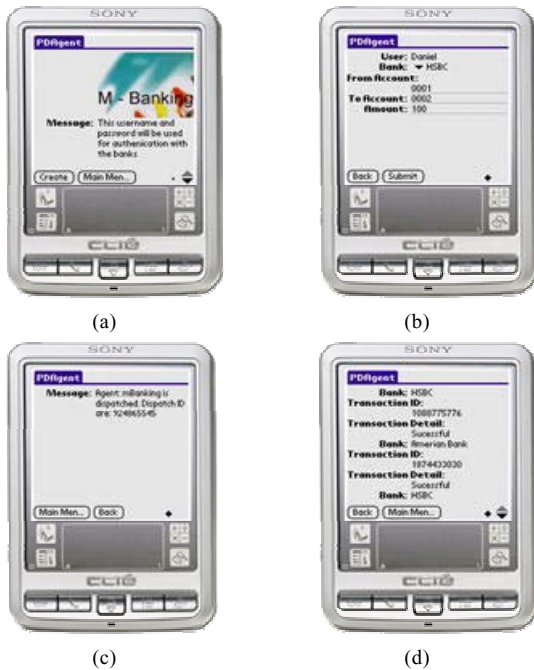 SONY
PDAgent
M - Banking
Message: This username and
password will be used
for authenication with
the banks
Create Main Men...
CLIÉ
(a)
SONY
PDAgent
User: Daniel
Bank: HSBC
From Account:
0001
To Account: 0002
Amount: 100
Back Submit
CLIÉ
(b)
SONY
PDAgent
Message: Agent: mBanking is
dispatched. Dispatch ID
are: 924865545
Main Men... Back
CLIÉ
(c)
SONY
PDAgent
Bank: HSBC
Transaction ID:
1008775776
Transaction Detail:
Sucessful
Bank: Amerian Bank
Transaction ID:
1874433030
Transaction Detail:
Sucessful
Bank: HSBC
Back Main Men...
CLIÉ
(d)